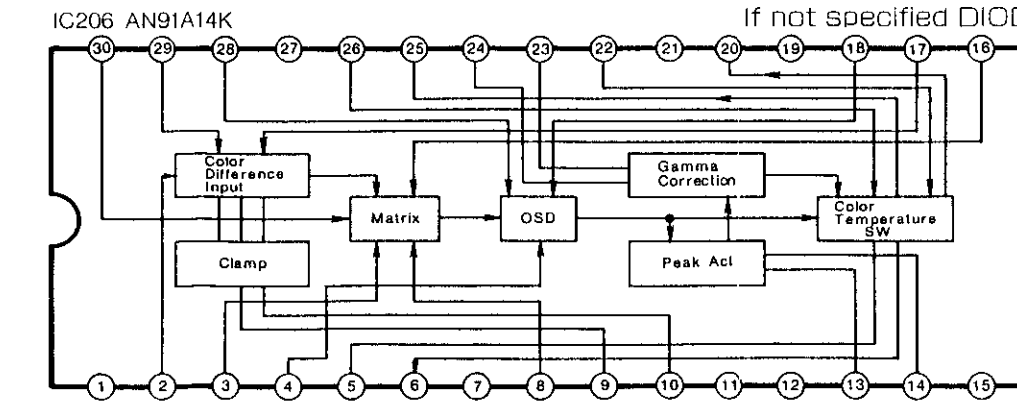 IC206 AN91A14K
If not specified DIOD
30 29 28 27 26 25 24 23 22 21 20 19 18 17 16
Color
Difference
Input
Gamma
Correction
Matrix
OSD
Color
Temperature
SW
Clamp
Peak Acl
1 2 3 4 5 6 7 8 9 10 11 12 13 14 15